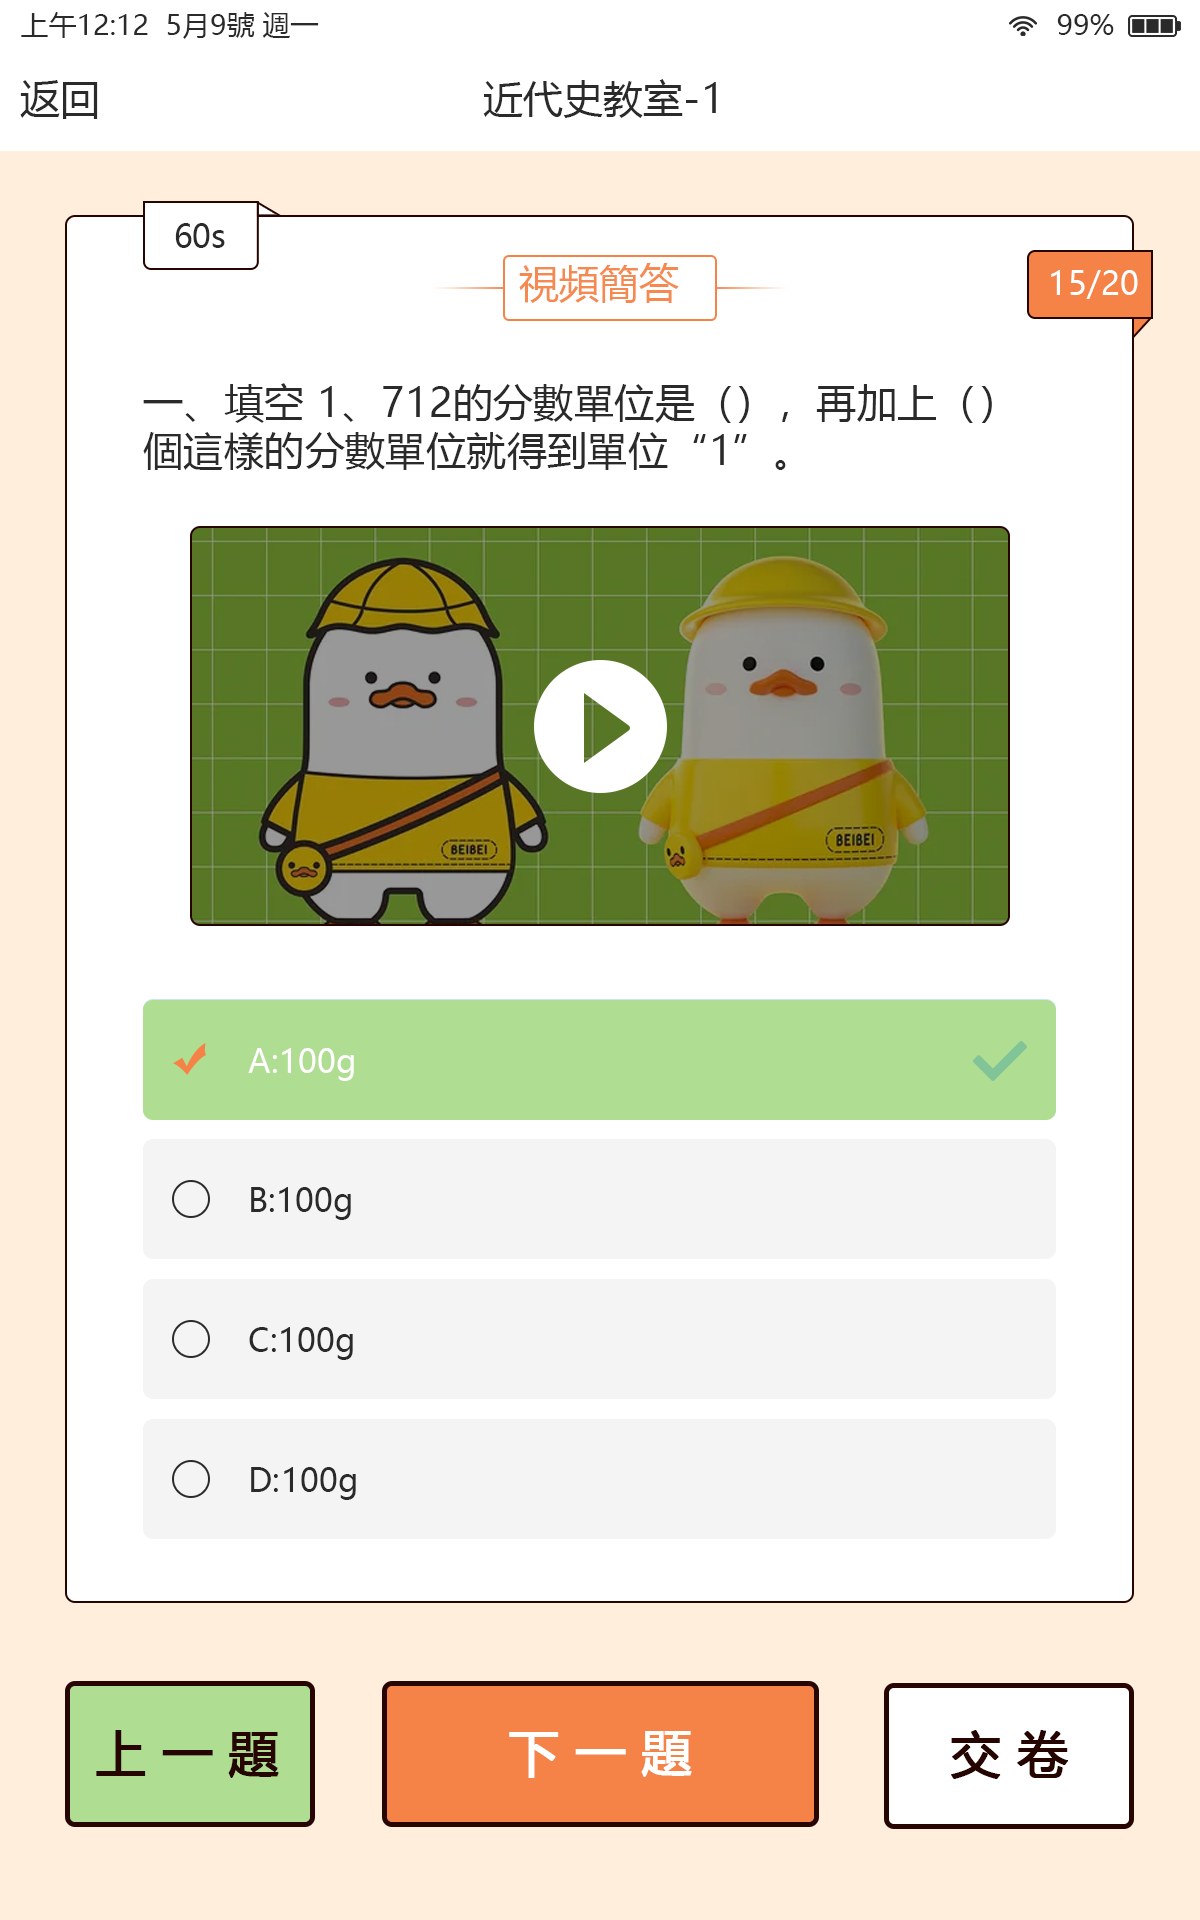 上午12:12 5月9號 週一
99%
返回
近代史教室-1
60s
視頻簡答
15/20
一、填空 1、712的分數單位是（），再加上（）
個這樣的分數單位就得到單位“1”。
BEIBEI
BEIBEI
A:100g
B:100g
C:100g
D:100g
上一題
下一題
交卷